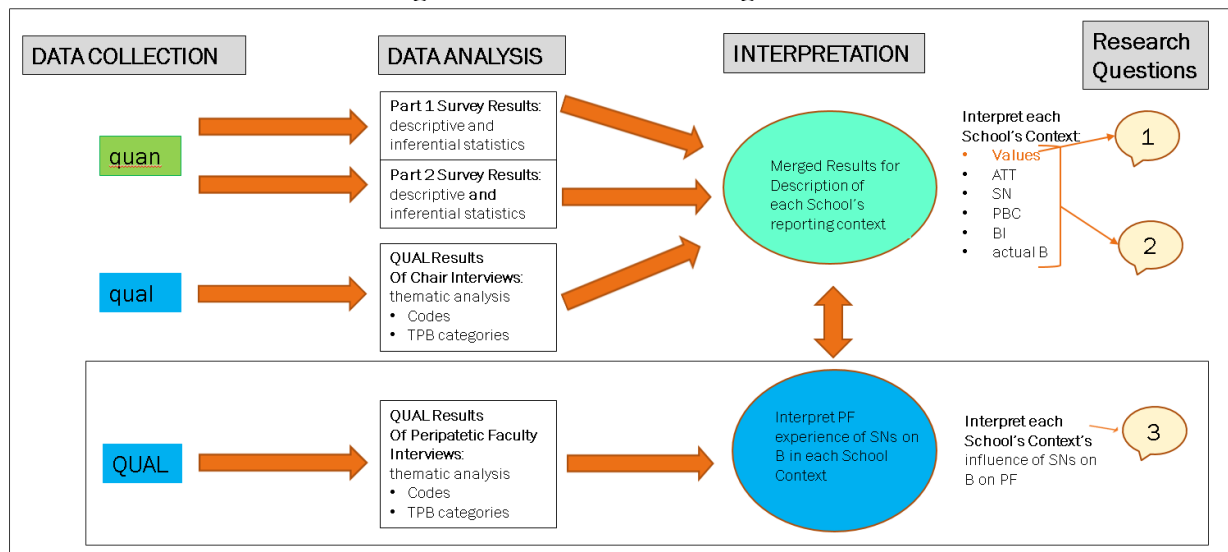 DATA COLLECTION
DATA ANALYSIS
INTERPRETATION
Research
Questions
quan
Part 1 Survey Results:
descriptive and
inferential statistics
Part 2 Survey Results:
descriptive and
inferential statistics
qual
QUAL Results
Of Chair Interviews:
thematic analysis
• Codes
• TPB categories
Merged Results for
Description of
each School's
reporting context
Interpret each
School's Context:
• Values
• ATT
• SN
• PBC
• BI
• actual B
1
2
QUAL
QUAL Results
Of Peripatetic Faculty
Interviews:
thematic analysis
• Codes
• TPB categories
Interpret PF
experience of SNs on
B in each School
Context
Interpret each
School's Context's
influence of SNs on
B on PF
3